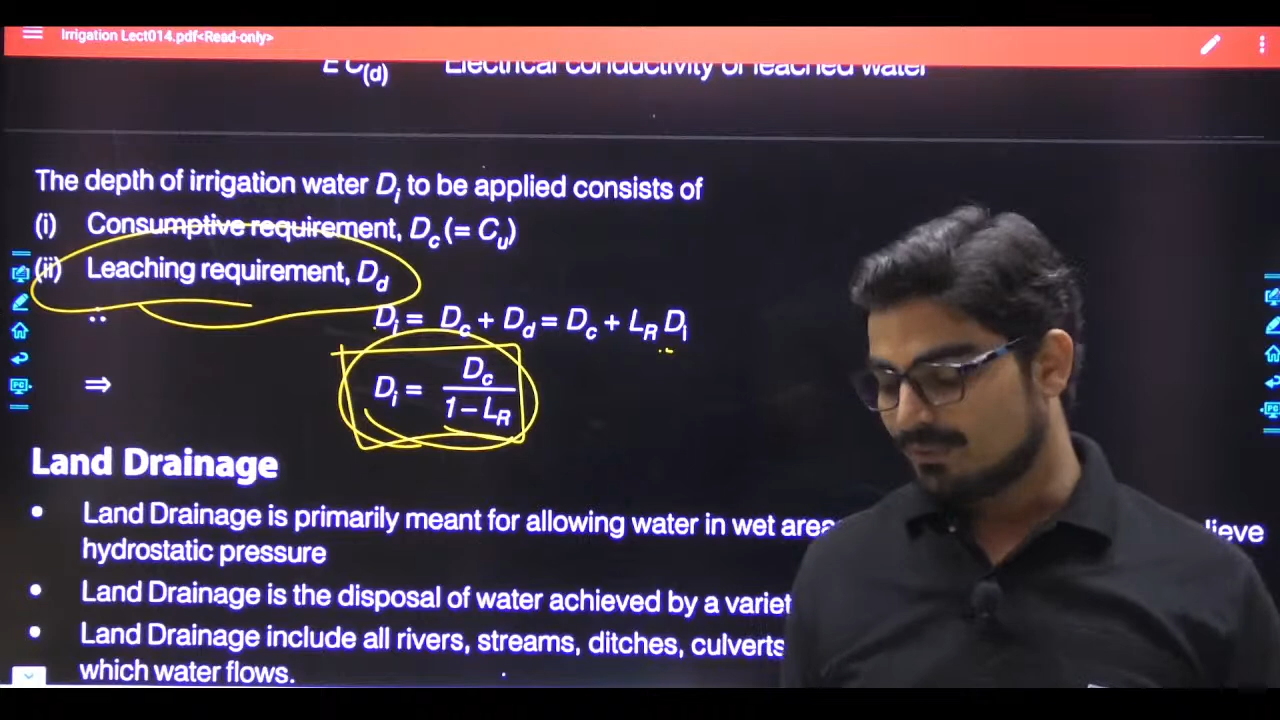 Irrigation Lect014.pdf<Read-only>
E C(d) Electrical conductivity of leached water
The depth of irrigation water Di to be applied consists of
(i) Consumptive requirement, Dc (= Cu)
(ii) Leaching requirement, Dd
∴ Di = Dc + Dd = Dc + LR Di
⇒ Di = Dc / 1 – LR
Land Drainage
• Land Drainage is primarily meant for allowing water in wet
hydrostatic pressure
• Land Drainage is the disposal of water achieved by a
• Land Drainage include all rivers, streams, ditches, culverts
which water flows.